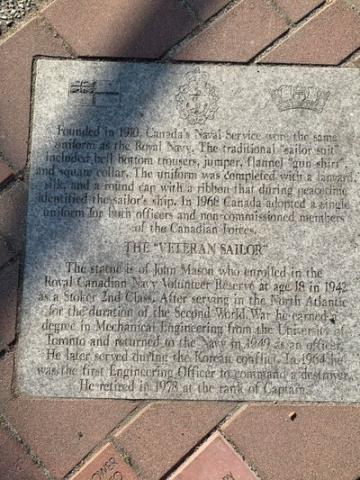 Founded in 1910, Canada's Naval Service wore the same
uniform as the Royal Navy. The traditional "sailor suit"
included bell bottom trousers, jumper, flannel "gun shirt",
and square collar. The uniform was completed with a lanyard,
silk, and a round cap with a ribbon that during peacetime
identified the sailor's ship. In 1968 Canada adopted a single
uniform for both officers and non-commissioned members
of the Canadian Forces.
THE "VETERAN SAILOR"
The statue is of John Mason who enrolled in the
Royal Canadian Navy Volunteer Reserve at age 18 in 1942
as a Stoker 2nd Class. After serving in the North Atlantic
for the duration of the Second World War he earned a
degree in Mechanical Engineering from the University of
Toronto and returned to the Navy in 1949 as an officer.
He later served during the Korean conflict. In 1964 he
was the first Engineering Officer to command a destroyer.
He retired in 1978 at the rank of Captain.